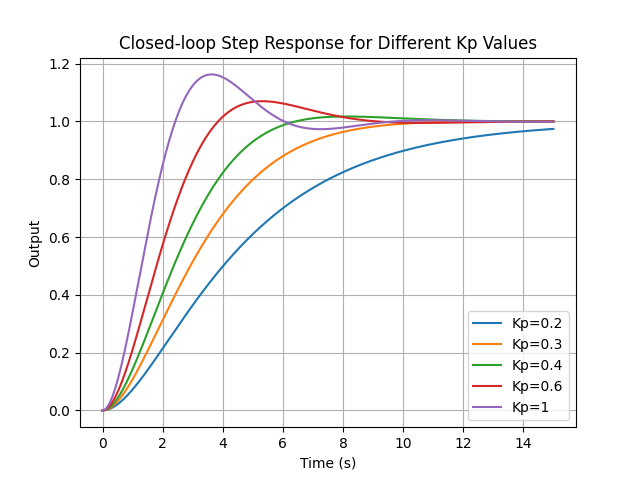 Closed-loop Step Response for Different Kp Values
1.2
1.0
0.8
0.6
0.4
0.2
0.0
Output
Kp=0.2
Kp=0.3
Kp=0.4
Kp=0.6
Kp=1
0 2 4 6 8 10 12 14
Time (s)